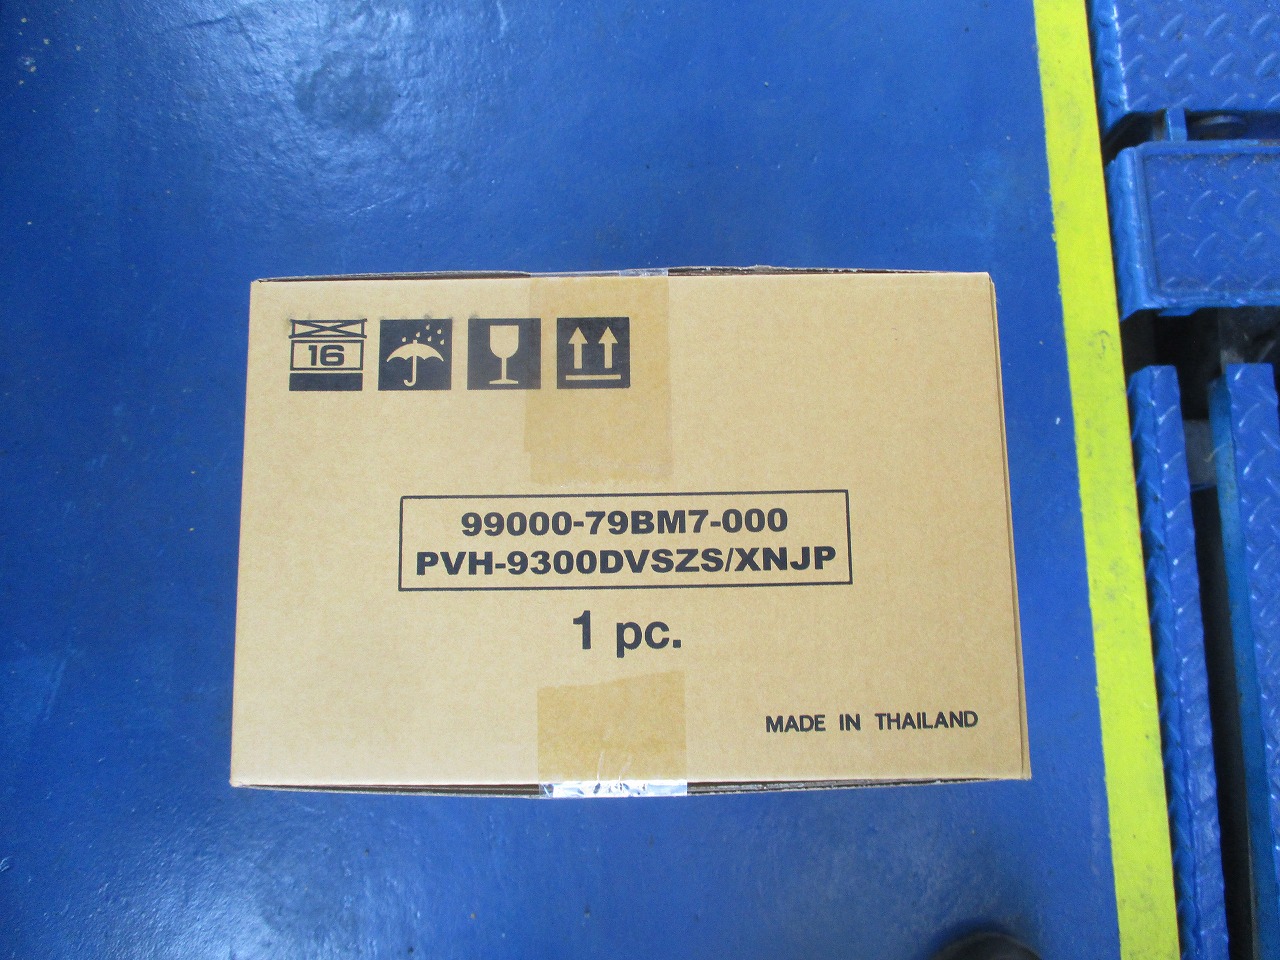 16
99000-79BM7-000
PVH-9300DVSZS/XNJP
1 pc.
MADE IN THAILAND